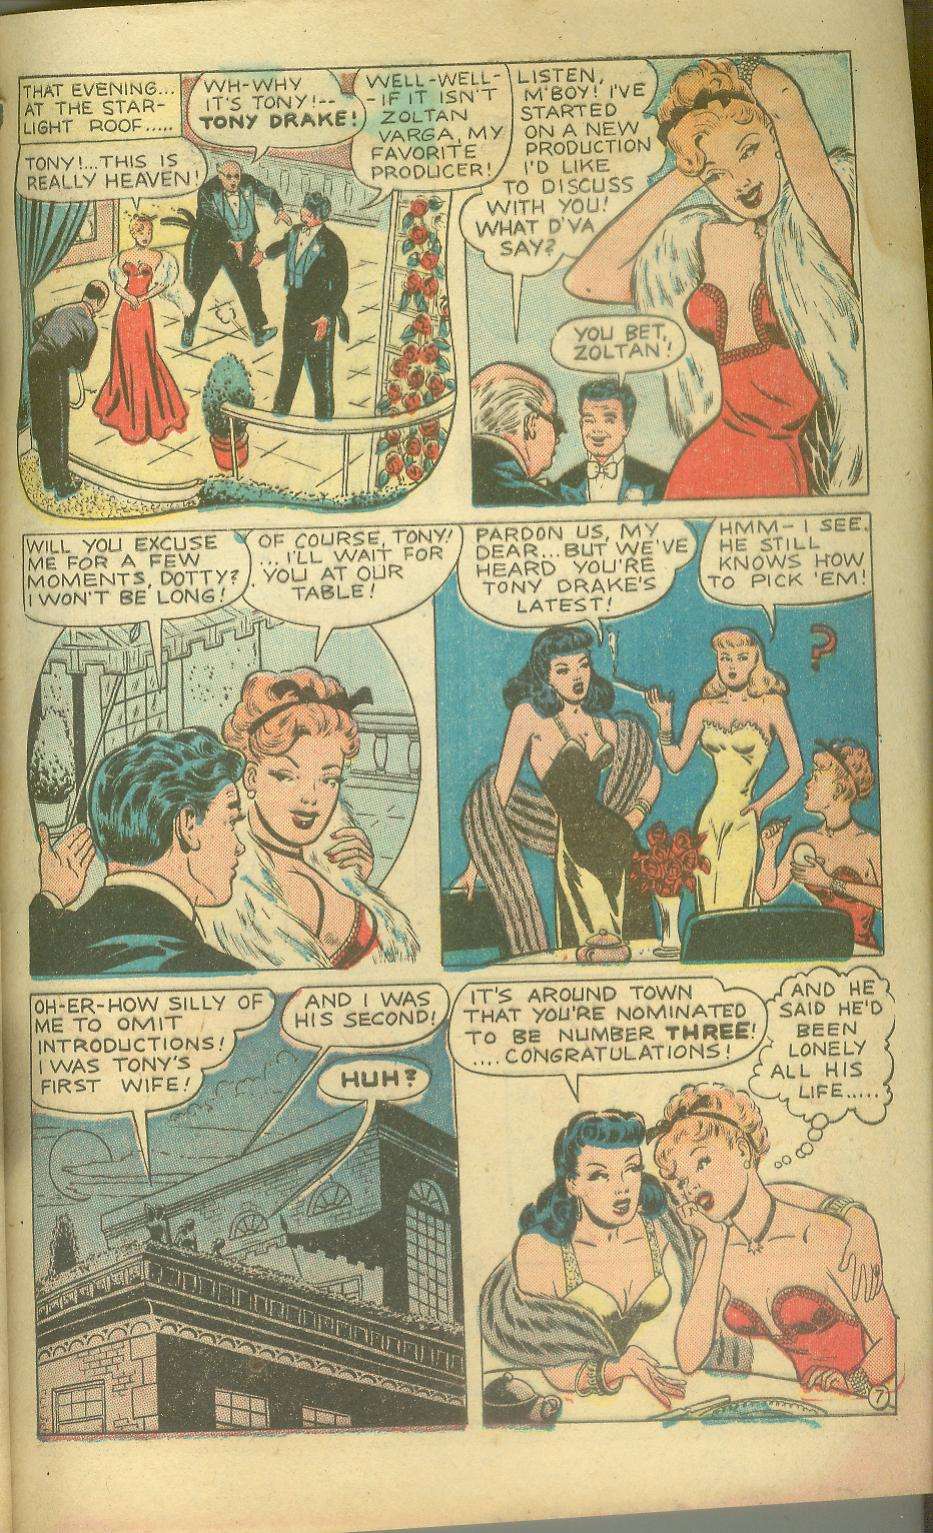 THAT EVENING...
AT THE STAR-
LIGHT ROOF.....
TONY!...THIS IS
REALLY HEAVEN!
WH-WHY
IT'S TONY!--
TONY DRAKE!
WELL-WELL-
-IF IT ISN'T
ZOLTAN
VARGA, MY
FAVORITE
PRODUCER!
LISTEN,
M'BOY! I'VE
STARTED
ON A NEW
PRODUCTION
I'D LIKE
TO DISCUSS
WITH YOU!
WHAT D'YA
SAY?
YOU BET,
ZOLTAN!
WILL YOU EXCUSE
ME FOR A FEW
MOMENTS, DOTTY?
I WON'T BE LONG!
OF COURSE, TONY!
...I'LL WAIT FOR
YOU AT OUR
TABLE!
PARDON US, MY
DEAR...BUT WE'VE
HEARD YOU'RE
TONY DRAKE'S
LATEST!
HMM-I SEE.
HE STILL
KNOWS HOW
TO PICK 'EM!
?
OH-ER-HOW SILLY OF
ME TO OMIT
INTRODUCTIONS!
I WAS TONY'S
FIRST WIFE!
AND I WAS
HIS SECOND!
HUH?
IT'S AROUND TOWN
THAT YOU'RE NOMINATED
TO BE NUMBER THREE!
....CONGRATULATIONS!
AND HE
SAID HE'D
BEEN
LONELY
ALL HIS
LIFE.....
7